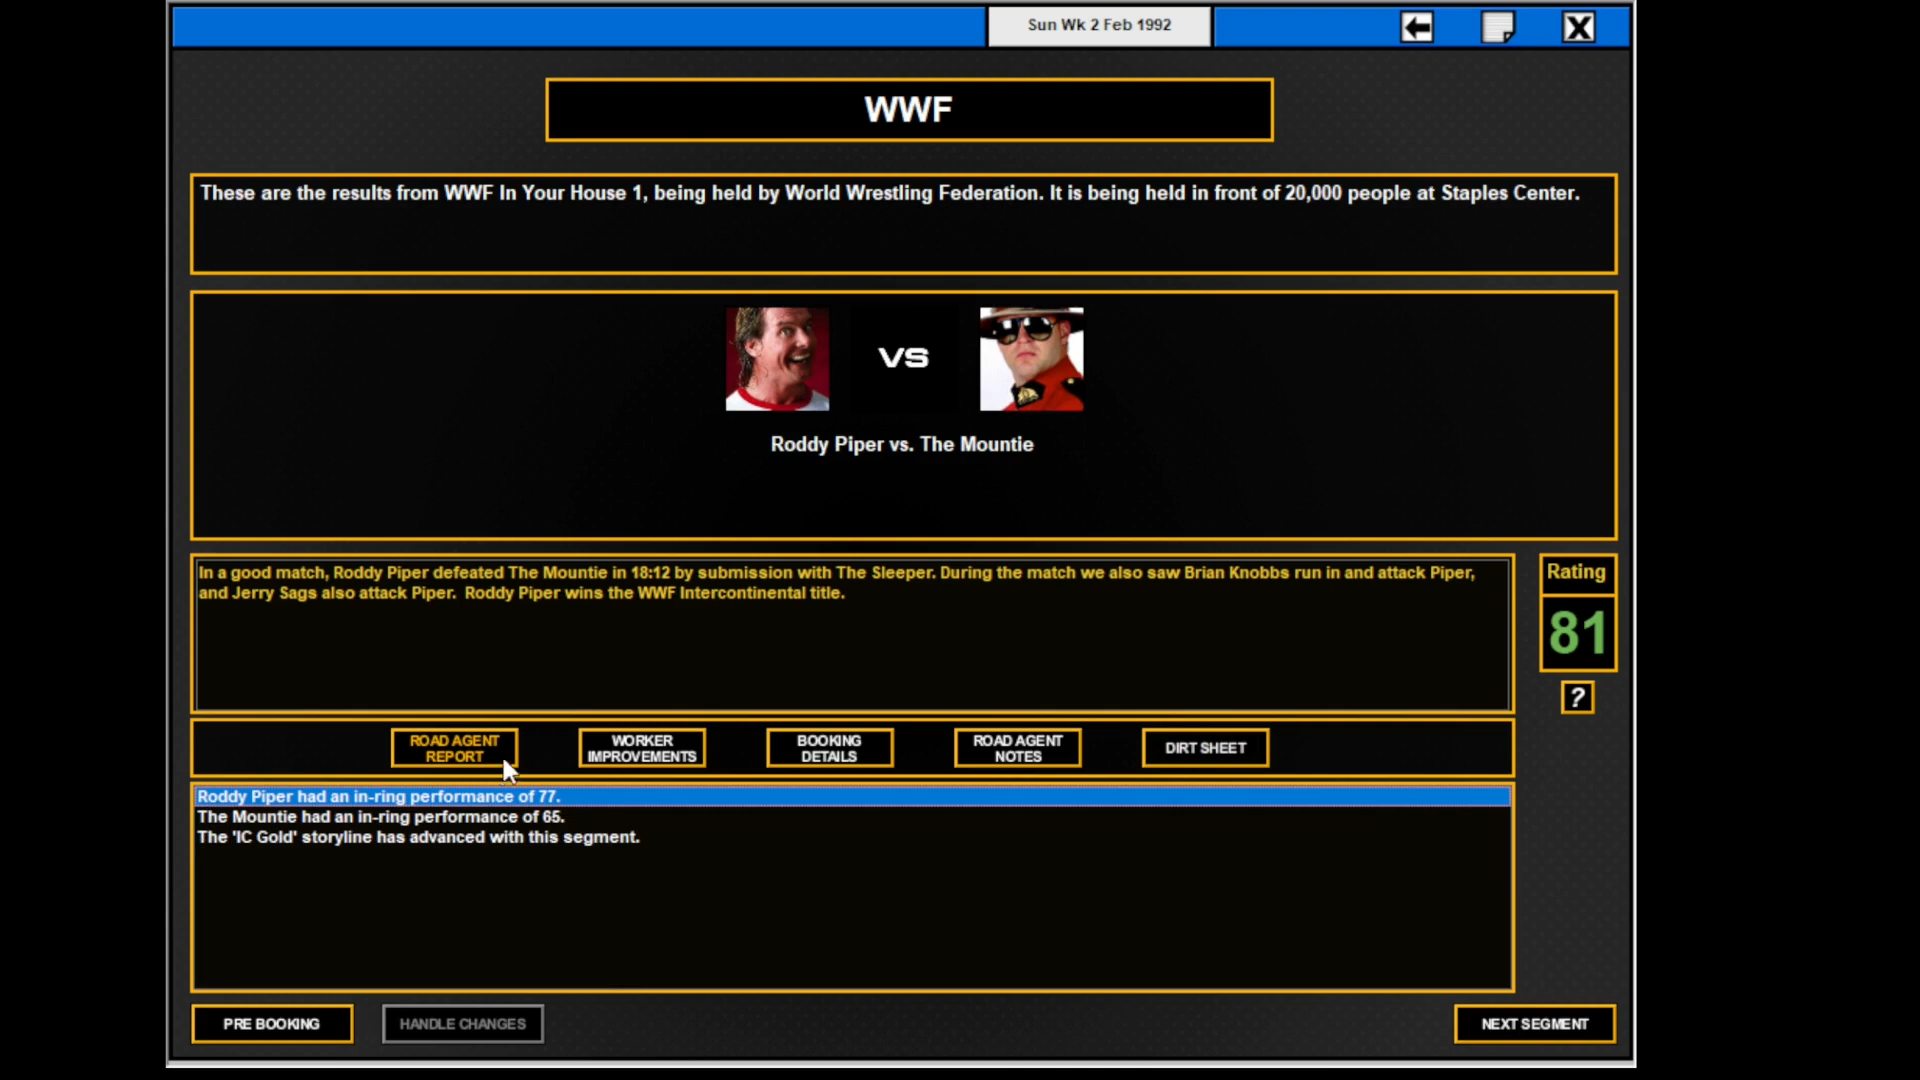 Sun Wk 2 Feb 1992
X
WWF
These are the results from WWF In Your House 1, being held by World Wrestling Federation. It is being held in front of 20,000 people at Staples Center.
VS
Roddy Piper vs. The Mountie
In a good match, Roddy Piper defeated The Mountie in 18:12 by submission with The Sleeper. During the match we also saw Brian Knobbs run in and attack Piper,
and Jerry Sags also attack Piper. Roddy Piper wins the WWF Intercontinental title.
Rating
81
?
ROAD AGENT
REPORT
WORKER
IMPROVEMENTS
BOOKING
DETAILS
ROAD AGENT
NOTES
DIRT SHEET
Roddy Piper had an in-ring performance of 77.
The Mountie had an in-ring performance of 65.
The 'IC Gold' storyline has advanced with this segment.
PRE BOOKING
HANDLE CHANGES
NEXT SEGMENT